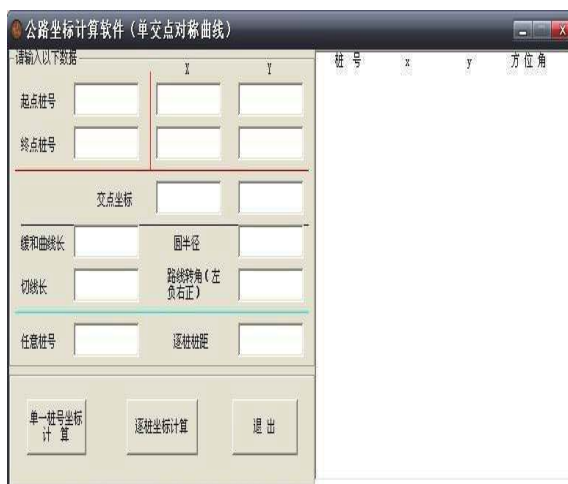 公路坐标计算软件（单交点对称曲线）
请输入以下数据
X Y
桩 号 x y 方 位 角
起点桩号
终点桩号
交点坐标
缓和曲线长 圆半径
切线长 路线转角(左
负右正)
任意桩号 逐桩桩距
单一桩号坐标
计 算
逐桩坐标计算
退 出